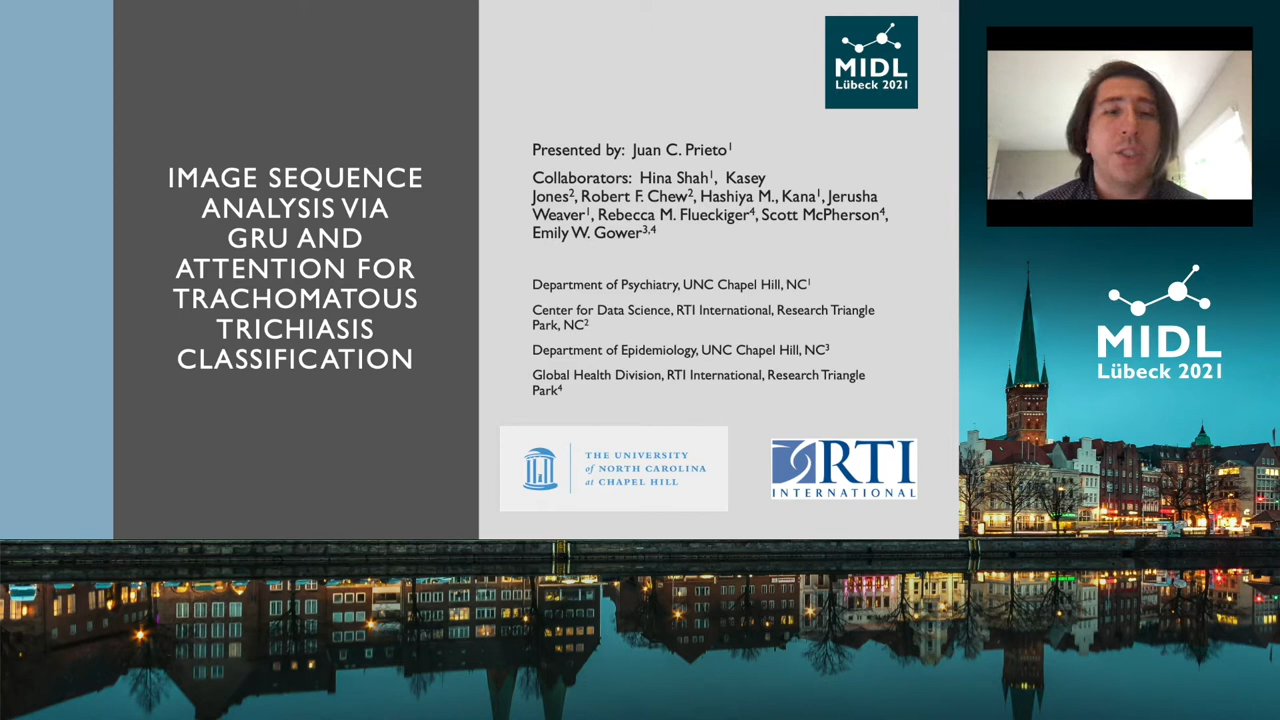 IMAGE SEQUENCE
ANALYSIS VIA
GRU AND
ATTENTION FOR
TRACHOMATOUS
TRICHIASIS
CLASSIFICATION
MIDL
Lübeck 2021
Presented by: Juan C. Prieto¹
Collaborators: Hina Shah¹, Kasey
Jones², Robert F. Chew², Hashiya M., Kana¹, Jerusha
Weaver¹, Rebecca M. Flueckiger⁴, Scott McPherson⁴,
Emily W. Gower³,⁴
Department of Psychiatry, UNC Chapel Hill, NC¹
Center for Data Science, RTI International, Research Triangle
Park, NC²
Department of Epidemiology, UNC Chapel Hill, NC³
Global Health Division, RTI International, Research Triangle
Park⁴
THE UNIVERSITY
of NORTH CAROLINA
at CHAPEL HILL
RTI
INTERNATIONAL
MIDL
Lübeck 2021